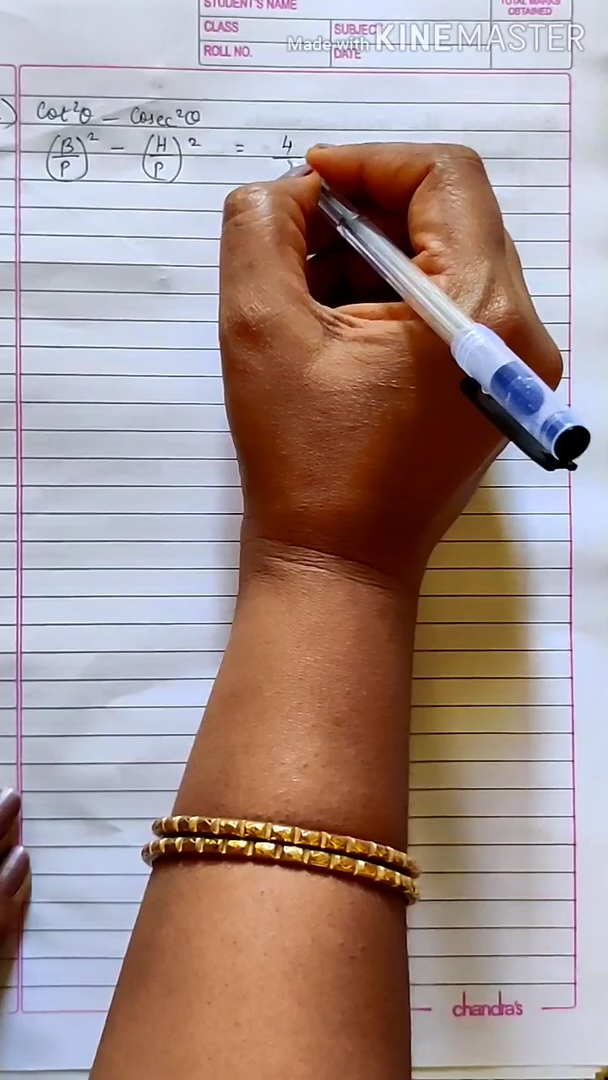 STUDENT'S NAME
TOTAL MARKS OBTAINED
CLASS
SUBJECT
ROLL NO.
DATE
Made with KINEMASTER
) Cot²θ – Cosec²θ
(B/P)² – (H/P)² = 4
chandra's